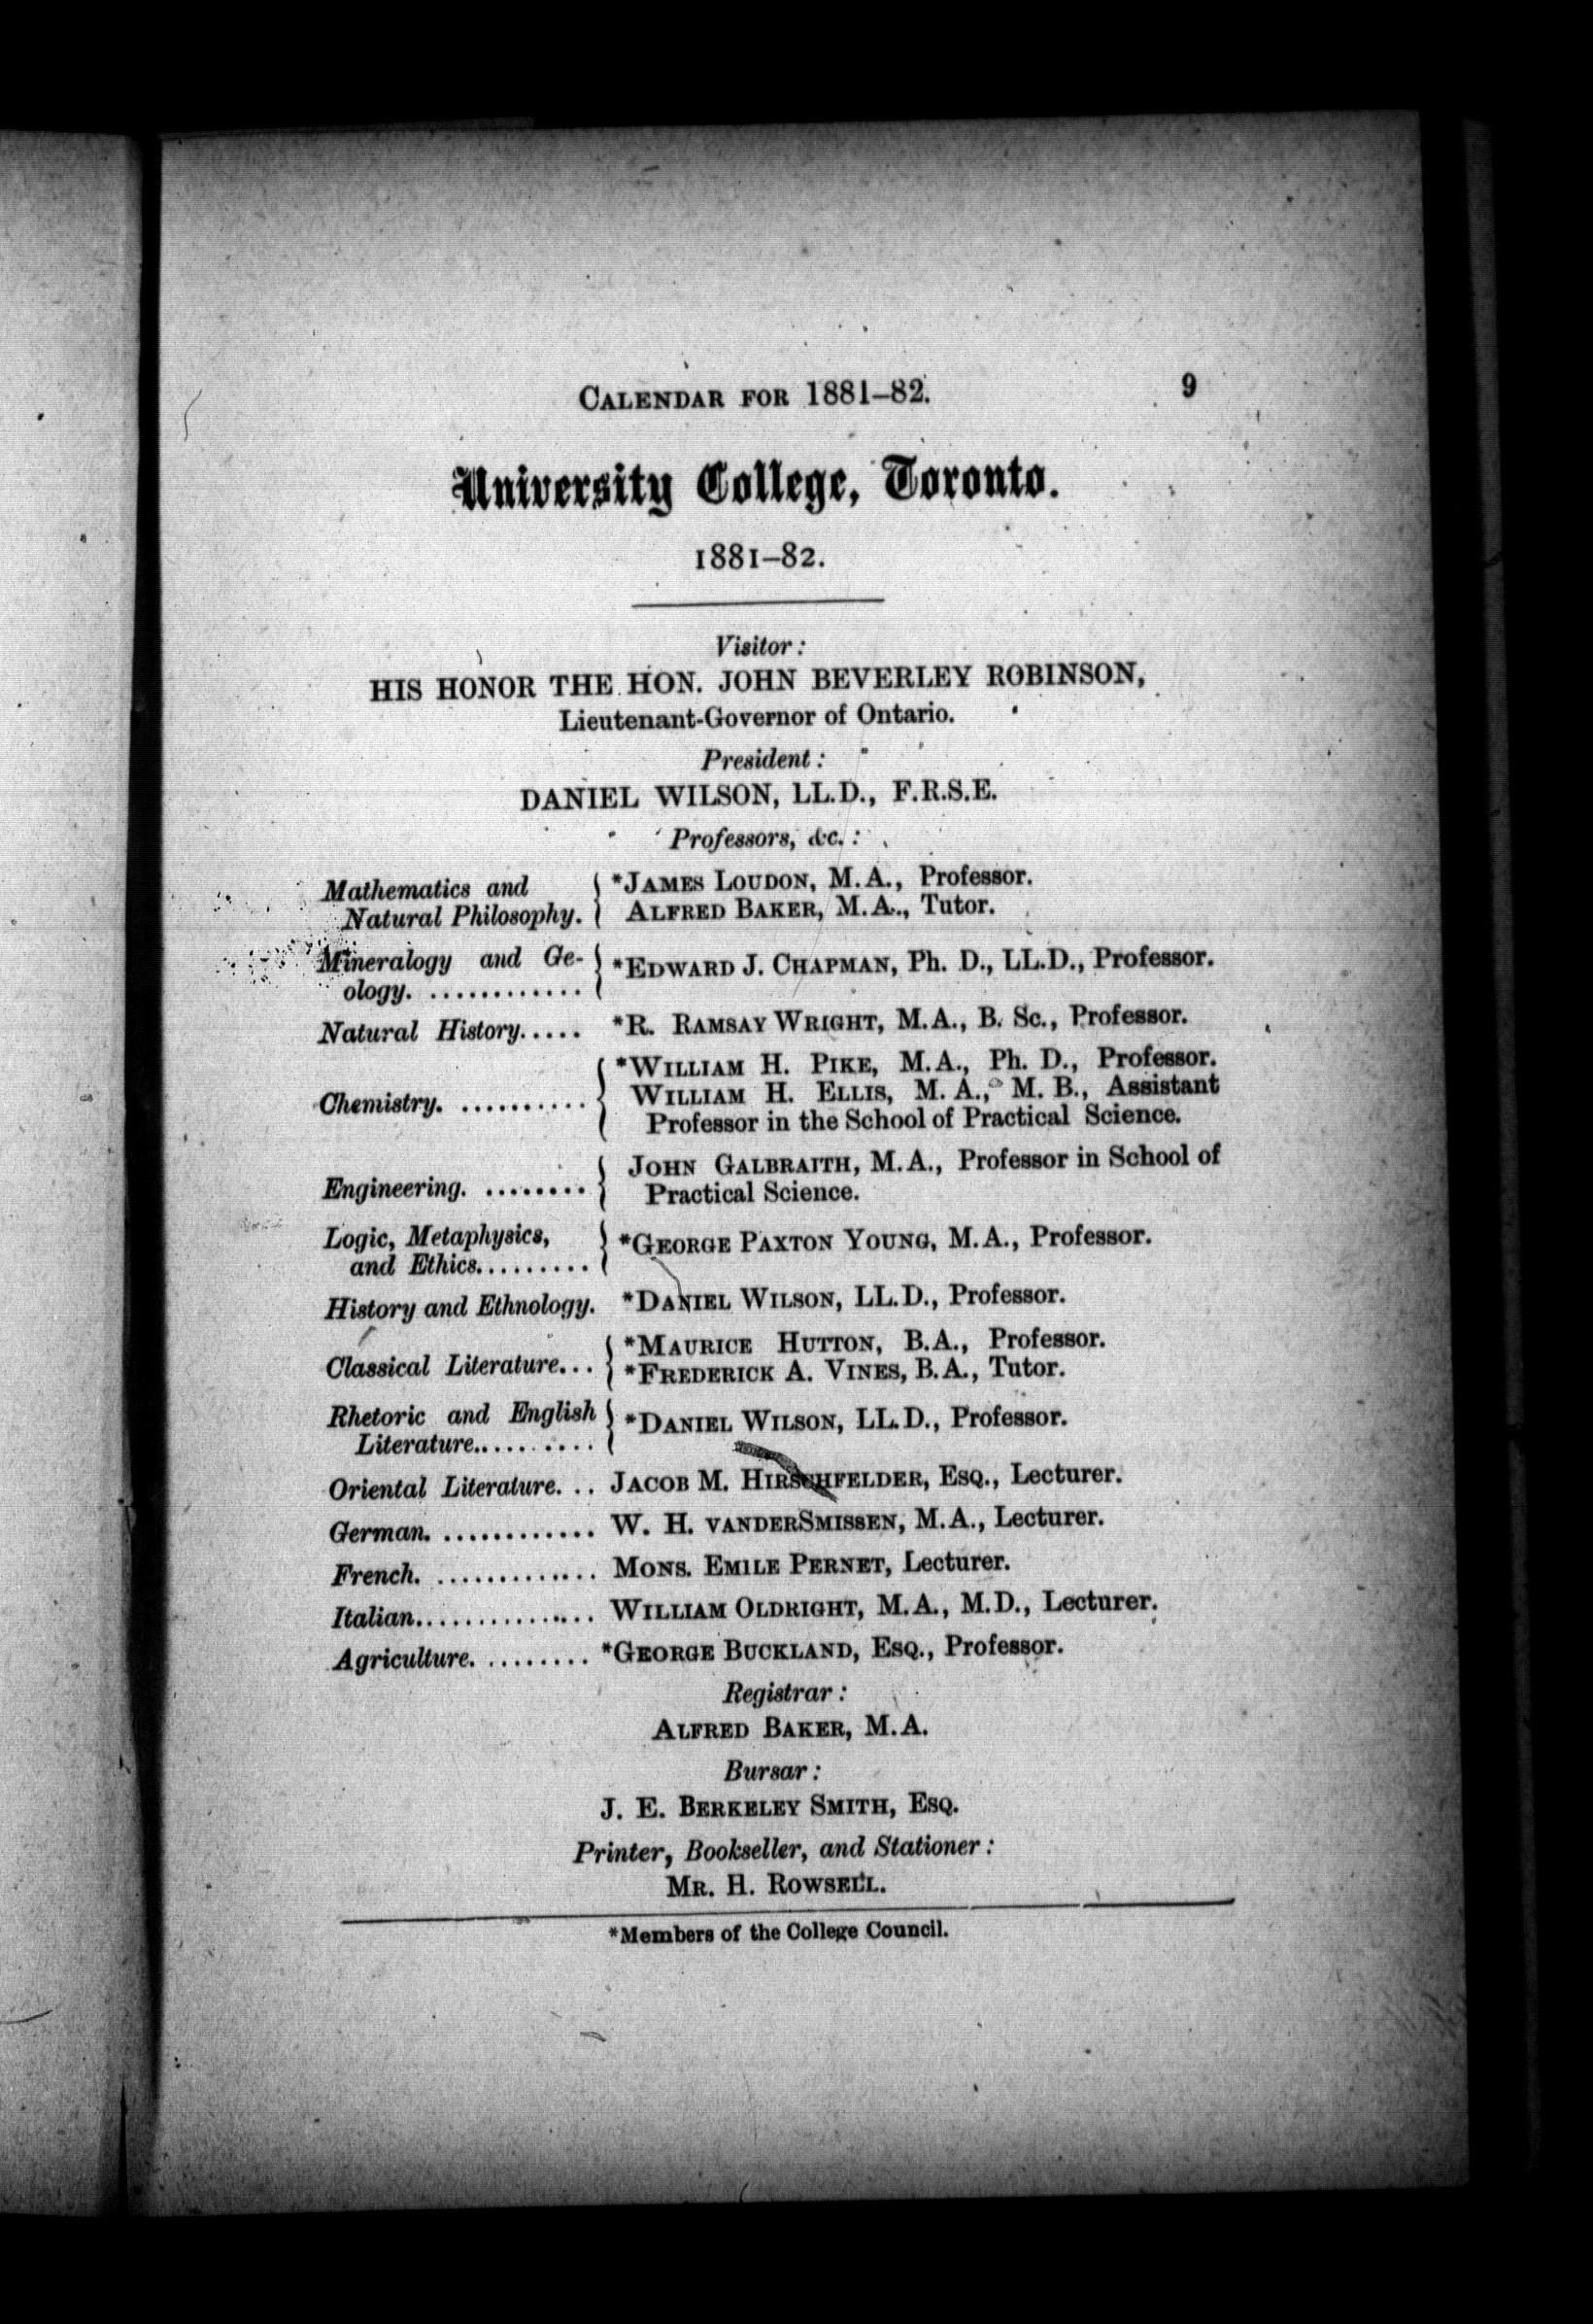 CALENDAR FOR 1881–82. 9
University College, Toronto.
1881–82.
Visitor:
HIS HONOR THE HON. JOHN BEVERLEY ROBINSON,
Lieutenant-Governor of Ontario.
President:
DANIEL WILSON, LL.D., F.R.S.E.
Professors, &c.:
Mathematics and { *JAMES LOUDON, M.A., Professor.
Natural Philosophy. { ALFRED BAKER, M.A., Tutor.
Mineralogy and Ge- } *EDWARD J. CHAPMAN, Ph. D., LL.D., Professor.
ology. ............
Natural History..... *R. RAMSAY WRIGHT, M.A., B. Sc., Professor.
*WILLIAM H. PIKE, M.A., Ph. D., Professor.
Chemistry. .......... { WILLIAM H. ELLIS, M.A., M.B., Assistant
Professor in the School of Practical Science.
JOHN GALBRAITH, M.A., Professor in School of
Engineering. ........ { Practical Science.
Logic, Metaphysics, } *GEORGE PAXTON YOUNG, M.A., Professor.
and Ethics.........
History and Ethnology. *DANIEL WILSON, LL.D., Professor.
*MAURICE HUTTON, B.A., Professor.
Classical Literature... { *FREDERICK A. VINES, B.A., Tutor.
Rhetoric and English } *DANIEL WILSON, LL.D., Professor.
Literature..........
Oriental Literature. .. JACOB M. HIRSCHFELDER, ESQ., Lecturer.
German. ............ W. H. VANDERSMISSEN, M.A., Lecturer.
French. ............ MONS. EMILE PERNET, Lecturer.
Italian............... WILLIAM OLDRIGHT, M.A., M.D., Lecturer.
Agriculture. ........ *GEORGE BUCKLAND, ESQ., Professor.
Registrar:
ALFRED BAKER, M.A.
Bursar:
J. E. BERKELEY SMITH, ESQ.
Printer, Bookseller, and Stationer:
MR. H. ROWSELL.
*Members of the College Council.